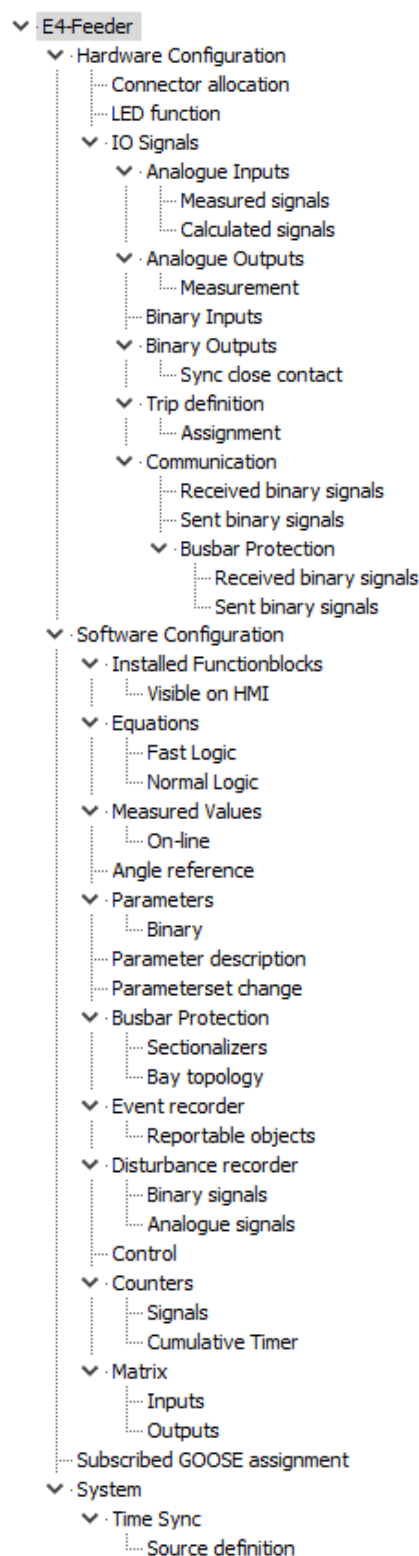 E4-Feeder
Hardware Configuration
Connector allocation
LED function
IO Signals
Analogue Inputs
Measured signals
Calculated signals
Analogue Outputs
Measurement
Binary Inputs
Binary Outputs
Sync close contact
Trip definition
Assignment
Communication
Received binary signals
Sent binary signals
Busbar Protection
Received binary signals
Sent binary signals
Software Configuration
Installed Functionblocks
Visible on HMI
Equations
Fast Logic
Normal Logic
Measured Values
On-line
Angle reference
Parameters
Binary
Parameter description
Parameterset change
Busbar Protection
Sectionalizers
Bay topology
Event recorder
Reportable objects
Disturbance recorder
Binary signals
Analogue signals
Control
Counters
Signals
Cumulative Timer
Matrix
Inputs
Outputs
Subscribed GOOSE assignment
System
Time Sync
Source definition